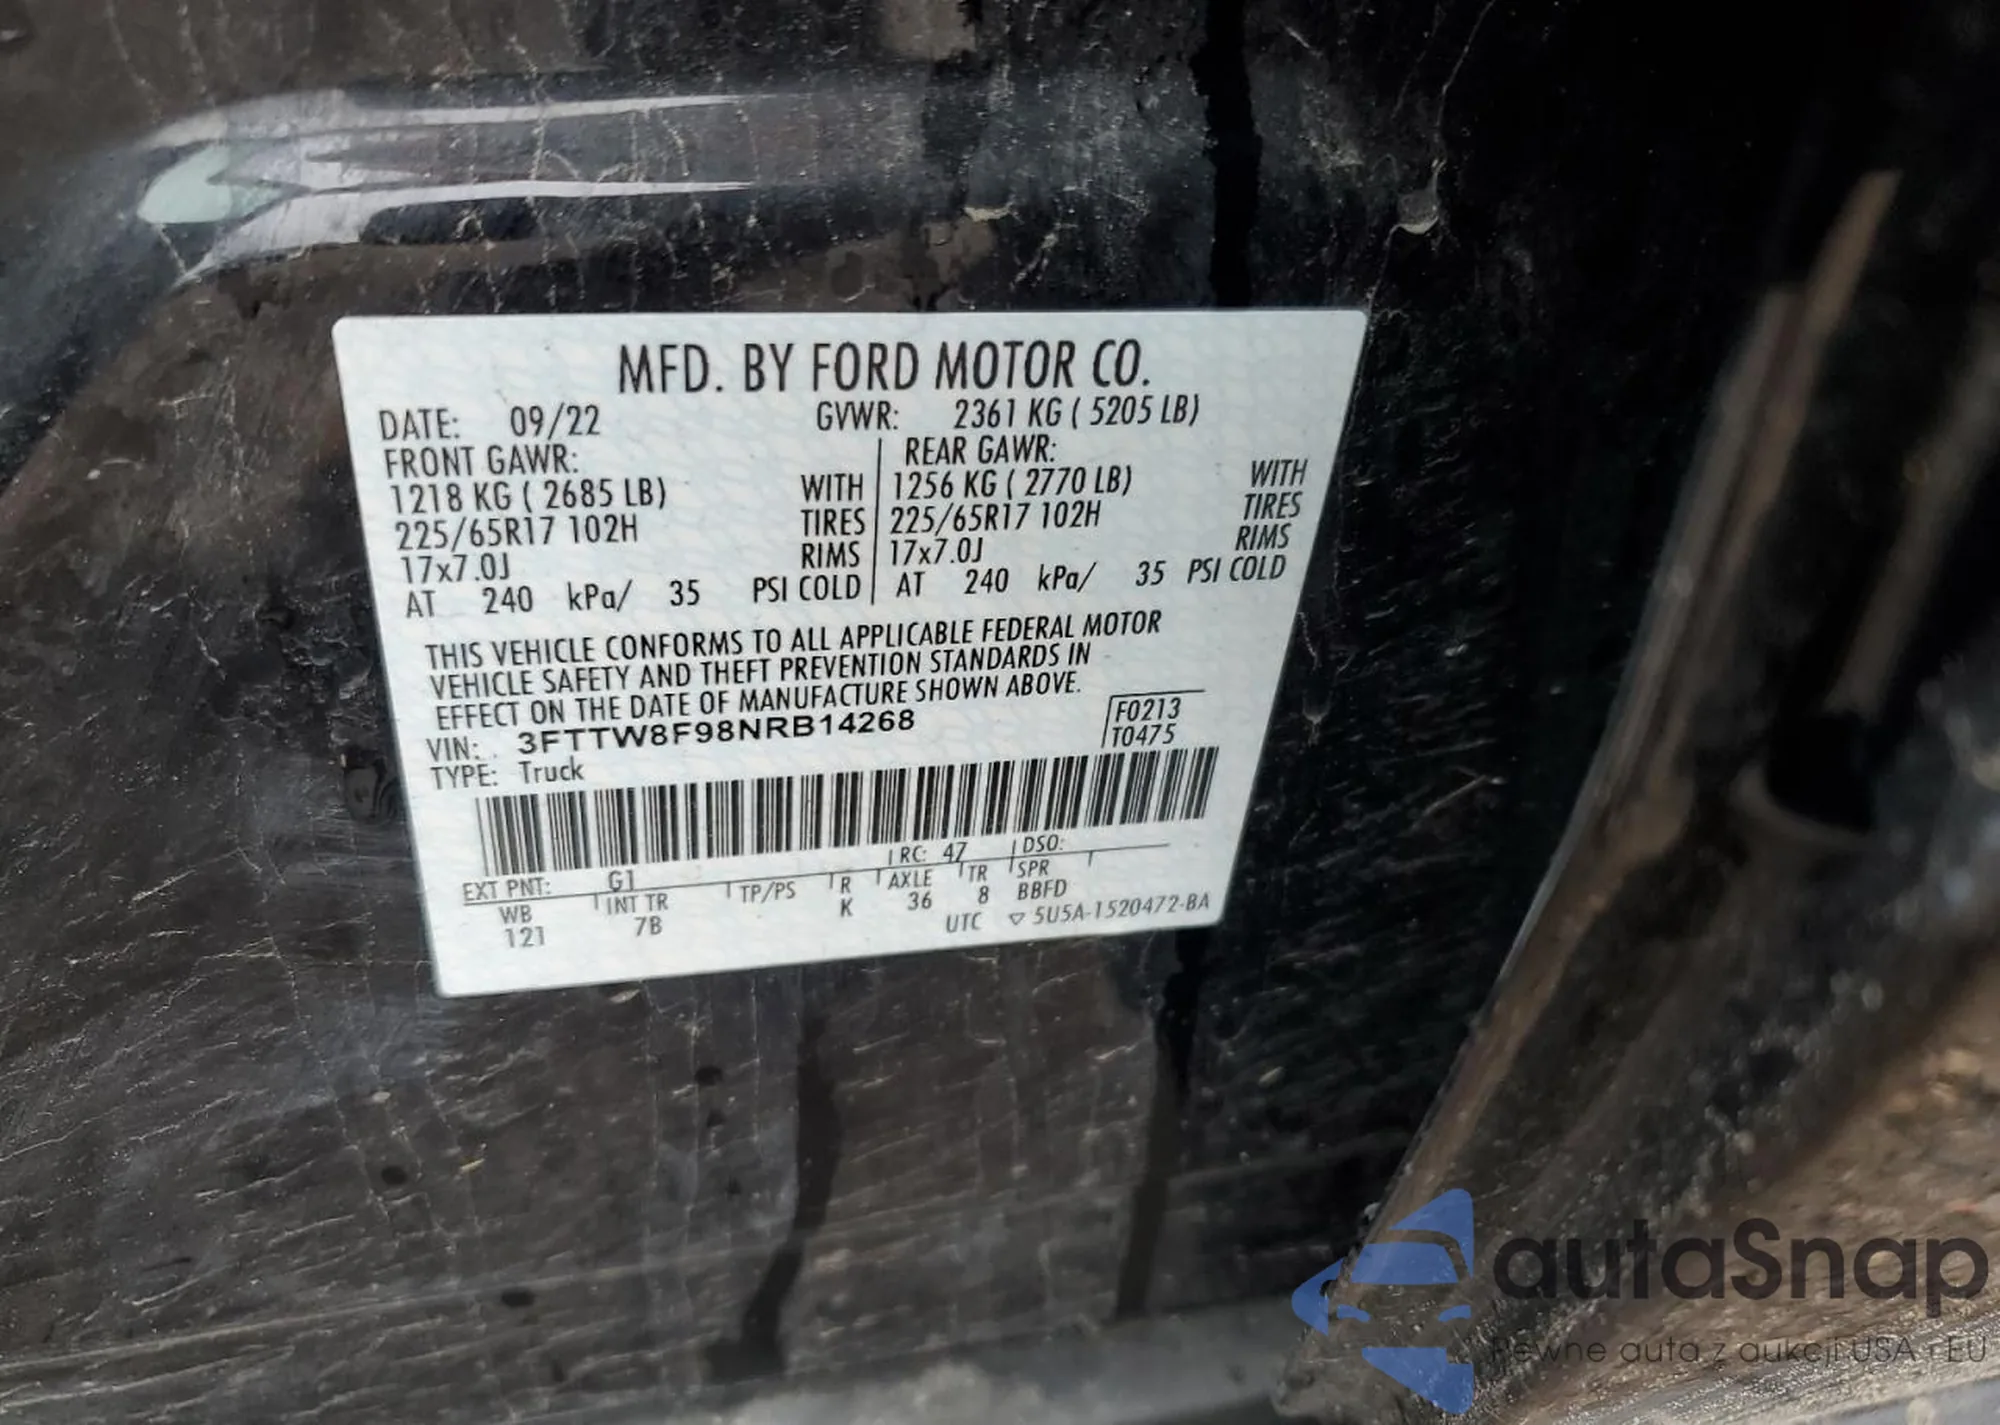 MFD. BY FORD MOTOR CO.
DATE: 09/22 GVWR: 2361 KG ( 5205 LB)
FRONT GAWR: REAR GAWR:
1218 KG ( 2685 LB) WITH 1256 KG ( 2770 LB) WITH
225/65R17 102H TIRES 225/65R17 102H TIRES
17x7.0J RIMS 17x7.0J RIMS
AT 240 kPa/ 35 PSI COLD AT 240 kPa/ 35 PSI COLD
THIS VEHICLE CONFORMS TO ALL APPLICABLE FEDERAL MOTOR
VEHICLE SAFETY AND THEFT PREVENTION STANDARDS IN
EFFECT ON THE DATE OF MANUFACTURE SHOWN ABOVE.
VIN: 3FTTW8F98NRB14268 F0213
TYPE: Truck T0475
RC: 47 DSO:
EXT PNT: G1
WB INT TR TP/PS R AXLE TR SPR
121 7B K 36 8 BBFD
UTC ▽ 5U5A-1520472-BA
autaSnap
Pewne auta z aukcji USA i EU